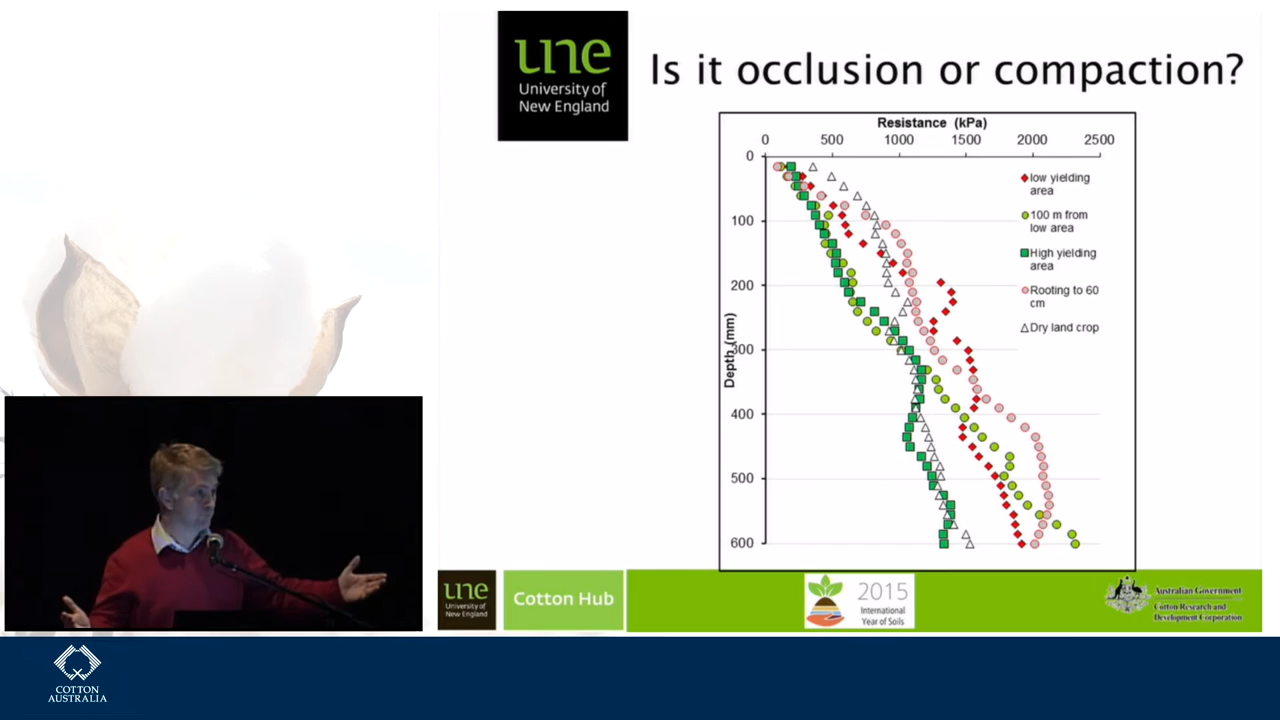 une
University of
New England
Is it occlusion or compaction?
Resistance (kPa)
0 500 1000 1500 2000 2500
0
100
200
300
400
500
600
Depth (mm)
low yielding
area
100 m from
low area
High yielding
area
Rooting to 60
cm
Dry land crop
une
University of
New England
Cotton Hub
2015
International
Year of Soils
Australian Government
Cotton Research and
Development Corporation
COTTON
AUSTRALIA